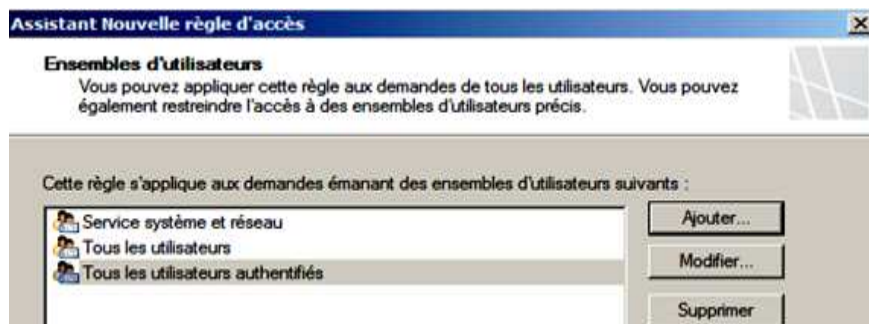 Assistant Nouvelle règle d'accès
Ensembles d'utilisateurs
Vous pouvez appliquer cette règle aux demandes de tous les utilisateurs. Vous pouvez
également restreindre l'accès à des ensembles d'utilisateurs précis.
Cette règle s'applique aux demandes émanant des ensembles d'utilisateurs suivants :
Service système et réseau
Ajouter...
Tous les utilisateurs
Tous les utilisateurs authentifiés
Modifier...
Supprimer